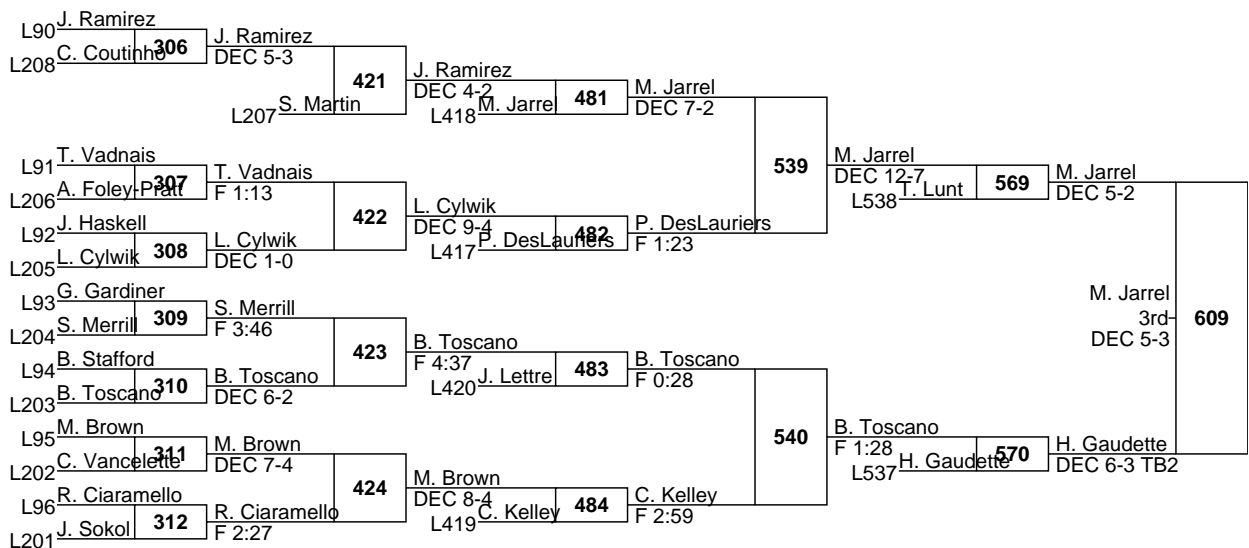 L90 J. Ramirez
306
L208 C. Coutinho
J. Ramirez
DEC 5-3
421
L207 S. Martin
J. Ramirez
DEC 4-2
L418 M. Jarrel
481
M. Jarrel
DEC 7-2
L91 T. Vadnais
307
L206 A. Foley-Pratt
T. Vadnais
F 1:13
422
L92 J. Haskell
308
L205 L. Cylwik
L. Cylwik
DEC 1-0
L. Cylwik
DEC 9-4
L417 P. DesLauriers
482
P. DesLauriers
F 1:23
539
M. Jarrel
DEC 12-7
L538 T. Lunt
569
M. Jarrel
DEC 5-2
L93 G. Gardiner
309
L204 S. Merrill
S. Merrill
F 3:46
423
L94 B. Stafford
310
L203 B. Toscano
B. Toscano
DEC 6-2
B. Toscano
F 4:37
L420 J. Lettre
483
B. Toscano
F 0:28
L95 M. Brown
311
L202 C. Vancelette
M. Brown
DEC 7-4
424
L96 R. Ciaramello
312
L201 J. Sokol
R. Ciaramello
F 2:27
M. Brown
DEC 8-4
L419 C. Kelley
484
C. Kelley
F 2:59
540
B. Toscano
F 1:28
L537 H. Gaudette
570
H. Gaudette
DEC 6-3 TB2
M. Jarrel
3rd
DEC 5-3
609